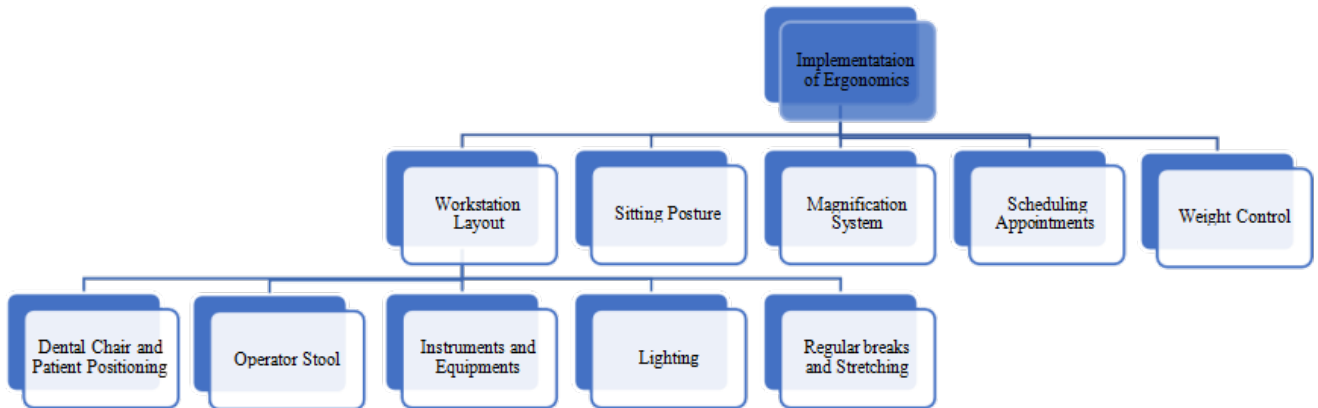 Implementataion
of Ergonomics
Workstation
Layout
Sitting Posture
Magnification
System
Scheduling
Appointments
Weight Control
Dental Chair and
Patient Positioning
Operator Stool
Instruments and
Equipments
Lighting
Regular breaks
and Stretching